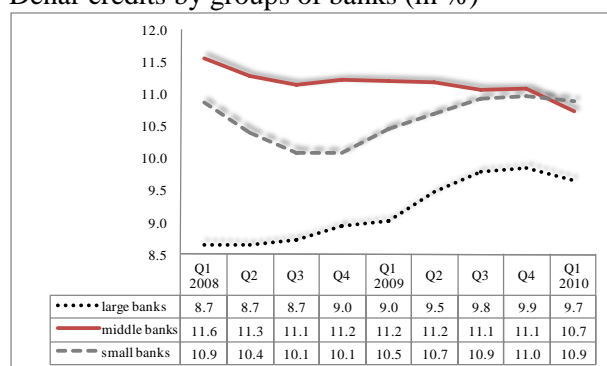 Denar credits by groups of banks (in %)
12.0
11.5
11.0
10.5
10.0
9.5
9.0
8.5
Q1 2008 Q2 Q3 Q4 Q1 2009 Q2 Q3 Q4 Q1 2010
large banks 8.7 8.7 8.7 9.0 9.0 9.5 9.8 9.9 9.7
middle banks 11.6 11.3 11.1 11.2 11.2 11.2 11.1 11.1 10.7
small banks 10.9 10.4 10.1 10.1 10.5 10.7 10.9 11.0 10.9